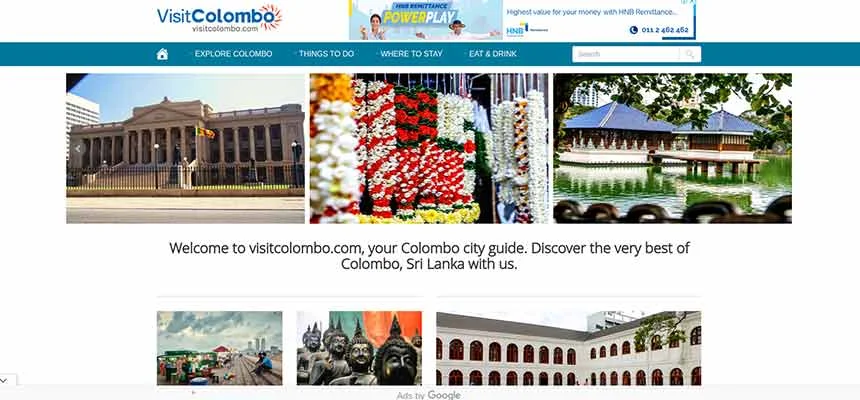 VisitColombo
visitcolombo.com
HNB REMITTANCE
POWERPLAY
Highest value for your money with HNB Remittance...
HNB
Remittances
011 2 462 462
EXPLORE COLOMBO
THINGS TO DO
WHERE TO STAY
EAT & DRINK
Search
Welcome to visitcolombo.com, your Colombo city guide. Discover the very best of
Colombo, Sri Lanka with us.
Ads by Google